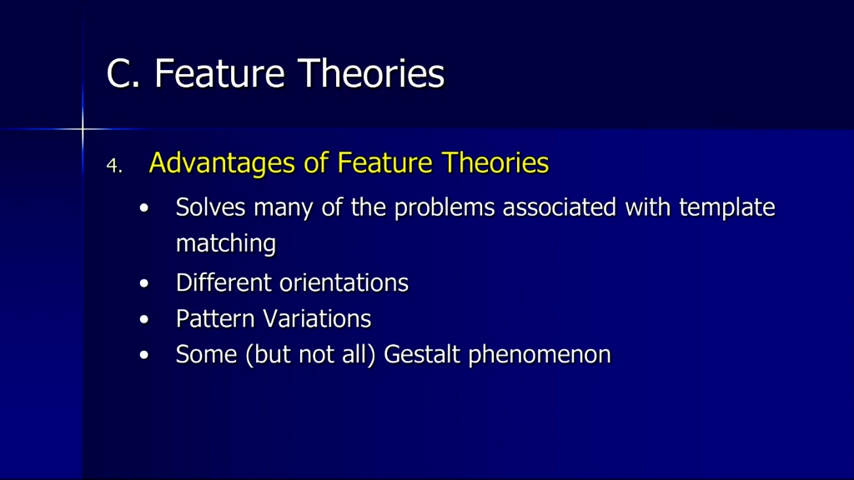 C. Feature Theories
4. Advantages of Feature Theories
• Solves many of the problems associated with template
matching
• Different orientations
• Pattern Variations
• Some (but not all) Gestalt phenomenon